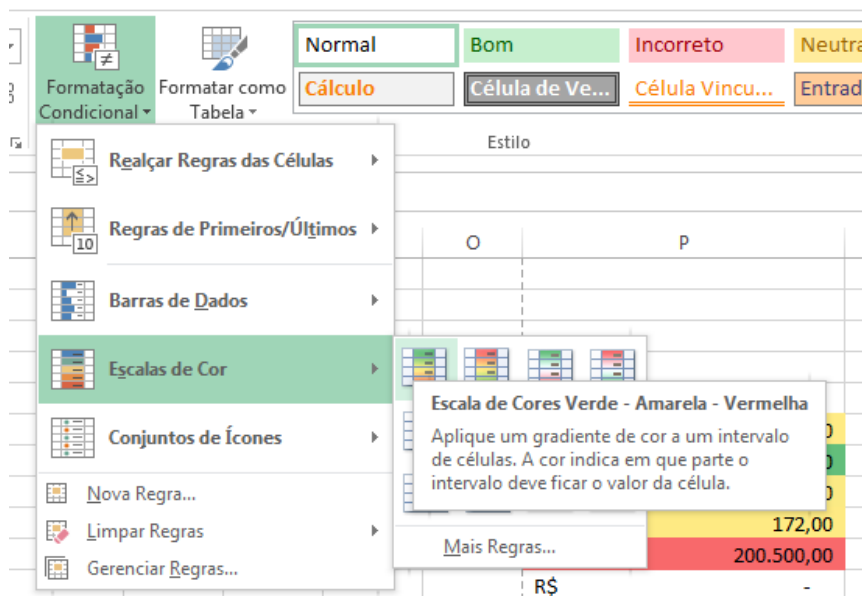 Normal
Bom
Incorreto
Neutra
Formatação Condicional
Formatar como Tabela
Cálculo
Célula de Ve...
Célula Vincu...
Entrad
Estilo
Realçar Regras das Células
Regras de Primeiros/Últimos
10
Barras de Dados
Escalas de Cor
Conjuntos de Ícones
Nova Regra...
Limpar Regras
Gerenciar Regras...
O
P
Escala de Cores Verde - Amarela - Vermelha
Aplique um gradiente de cor a um intervalo
de células. A cor indica em que parte o
intervalo deve ficar o valor da célula.
Mais Regras...
172,00
200.500,00
R$ -